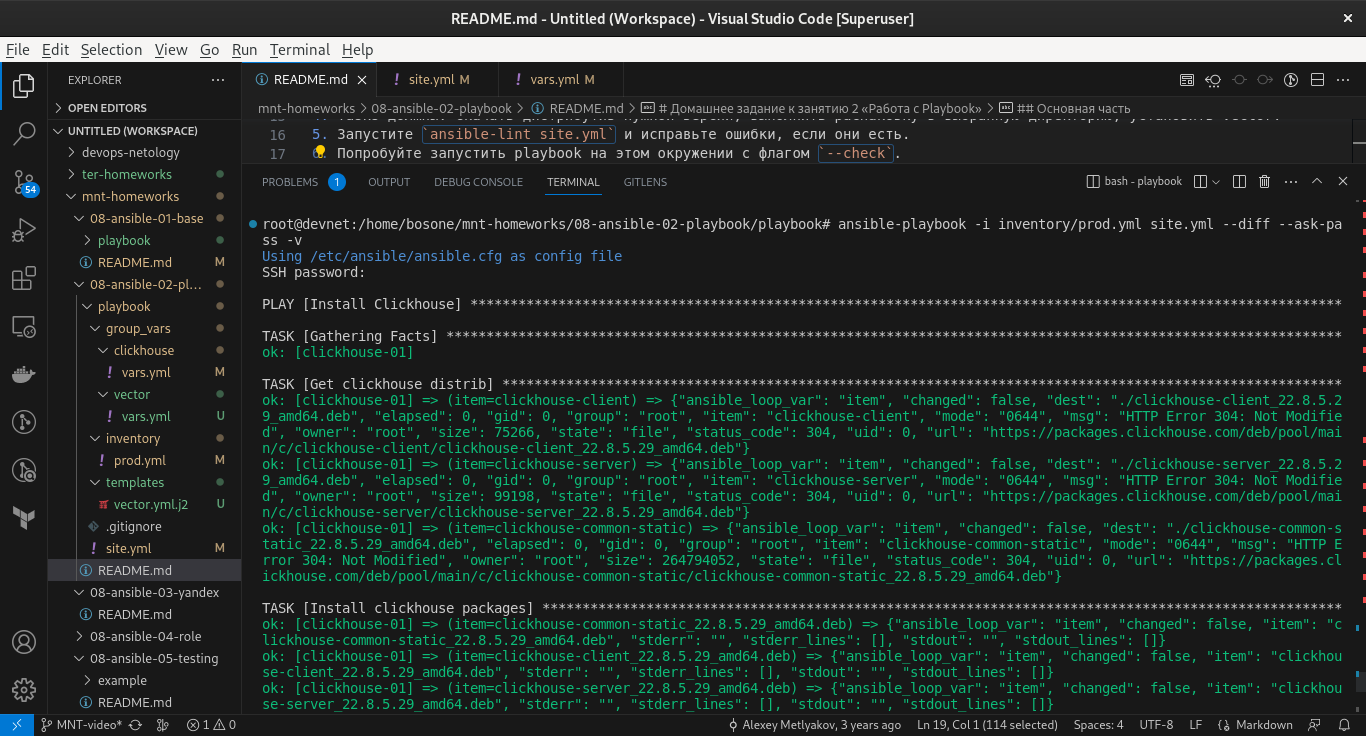 README.md - Untitled (Workspace) - Visual Studio Code [Superuser]
File Edit Selection View Go Run Terminal Help
EXPLORER
OPEN EDITORS
UNTITLED (WORKSPACE)
devops-netology
ter-homeworks
mnt-homeworks
08-ansible-01-base
playbook
README.md M
08-ansible-02-pl...
playbook
group_vars
clickhouse
vars.yml M
vector
vars.yml U
inventory
prod.yml M
templates
vector.yml.j2 U
.gitignore
site.yml M
README.md
08-ansible-03-yandex
README.md
08-ansible-04-role
08-ansible-05-testing
example
README.md
54
README.md
site.yml M
vars.yml M
mnt-homeworks > 08-ansible-02-playbook > README.md > # Домашнее задание к занятию 2 «Работа с Playbook» > ## Основная часть
16 5. Запустите `ansible-lint site.yml` и исправьте ошибки, если они есть.
17 Попробуйте запустить playbook на этом окружении с флагом `--check`.
PROBLEMS 1 OUTPUT DEBUG CONSOLE TERMINAL GITLENS
bash - playbook
root@devnet:/home/bosone/mnt-homeworks/08-ansible-02-playbook/playbook# ansible-playbook -i inventory/prod.yml site.yml --diff --ask-pa
ss -v
Using /etc/ansible/ansible.cfg as config file
SSH password:
PLAY [Install Clickhouse] *************************************************************************************************************
TASK [Gathering Facts] ****************************************************************************************************************
ok: [clickhouse-01]
TASK [Get clickhouse distrib] *********************************************************************************************************
ok: [clickhouse-01] => (item=clickhouse-client) => {"ansible_loop_var": "item", "changed": false, "dest": "./clickhouse-client_22.8.5.2
9_amd64.deb", "elapsed": 0, "gid": 0, "group": "root", "item": "clickhouse-client", "mode": "0644", "msg": "HTTP Error 304: Not Modifie
d", "owner": "root", "size": 75266, "state": "file", "status_code": 304, "uid": 0, "url": "https://packages.clickhouse.com/deb/pool/mai
n/c/clickhouse-client/clickhouse-client_22.8.5.29_amd64.deb"}
ok: [clickhouse-01] => (item=clickhouse-server) => {"ansible_loop_var": "item", "changed": false, "dest": "./clickhouse-server_22.8.5.2
9_amd64.deb", "elapsed": 0, "gid": 0, "group": "root", "item": "clickhouse-server", "mode": "0644", "msg": "HTTP Error 304: Not Modifie
d", "owner": "root", "size": 99198, "state": "file", "status_code": 304, "uid": 0, "url": "https://packages.clickhouse.com/deb/pool/mai
n/c/clickhouse-server/clickhouse-server_22.8.5.29_amd64.deb"}
ok: [clickhouse-01] => (item=clickhouse-common-static) => {"ansible_loop_var": "item", "changed": false, "dest": "./clickhouse-common-s
tatic_22.8.5.29_amd64.deb", "elapsed": 0, "gid": 0, "group": "root", "item": "clickhouse-common-static", "mode": "0644", "msg": "HTTP E
rror 304: Not Modified", "owner": "root", "size": 264794052, "state": "file", "status_code": 304, "uid": 0, "url": "https://packages.cl
ickhouse.com/deb/pool/main/c/clickhouse-common-static/clickhouse-common-static_22.8.5.29_amd64.deb"}
TASK [Install clickhouse packages] ****************************************************************************************************
ok: [clickhouse-01] => (item=clickhouse-common-static_22.8.5.29_amd64.deb) => {"ansible_loop_var": "item", "changed": false, "item": "c
lickhouse-common-static_22.8.5.29_amd64.deb", "stderr": "", "stderr_lines": [], "stdout": "", "stdout_lines": []}
ok: [clickhouse-01] => (item=clickhouse-client_22.8.5.29_amd64.deb) => {"ansible_loop_var": "item", "changed": false, "item": "clickhou
se-client_22.8.5.29_amd64.deb", "stderr": "", "stderr_lines": [], "stdout": "", "stdout_lines": []}
ok: [clickhouse-01] => (item=clickhouse-server_22.8.5.29_amd64.deb) => {"ansible_loop_var": "item", "changed": false, "item": "clickhou
se-server_22.8.5.29_amd64.deb", "stderr": "", "stderr_lines": [], "stdout": "", "stdout_lines": []}
MNT-video* 1 0 Alexey Metlyakov, 3 years ago Ln 19, Col 1 (114 selected) Spaces: 4 UTF-8 LF Markdown